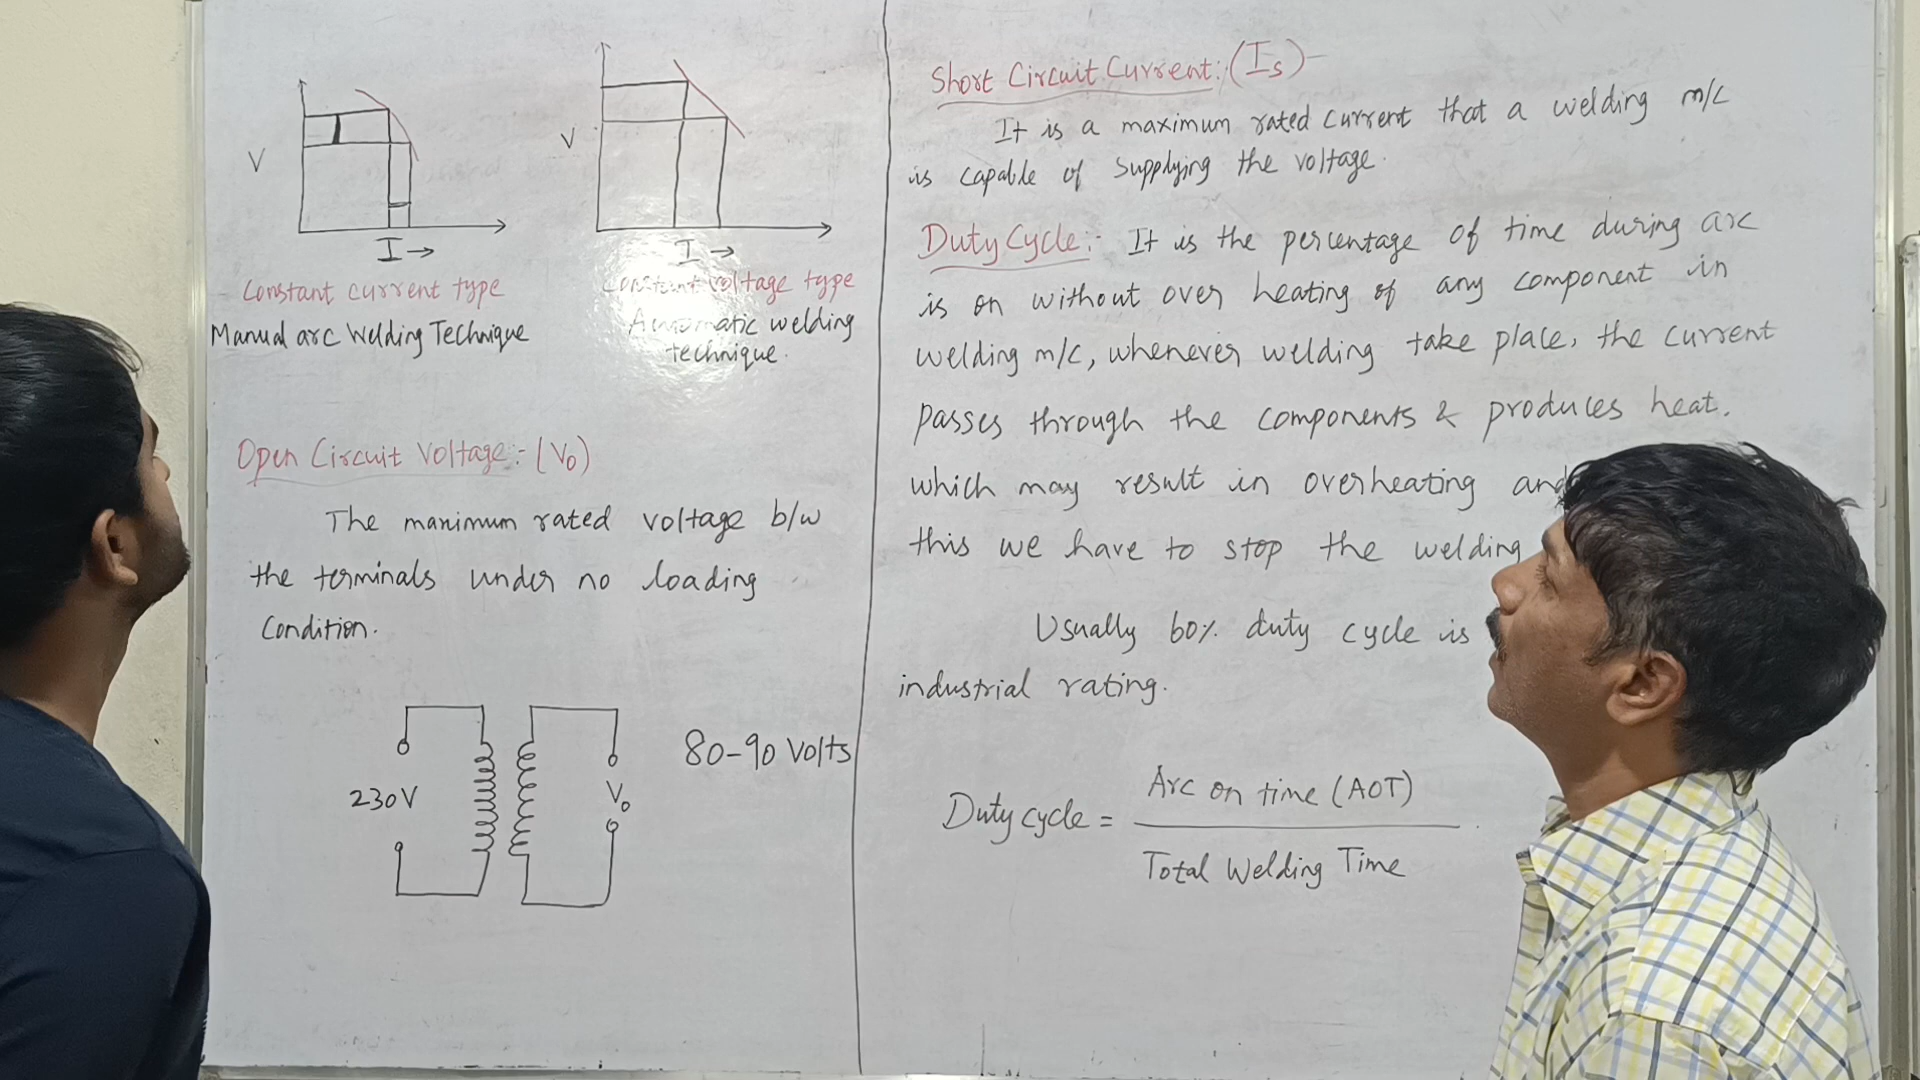 V
I →
Constant current type
Manual arc Welding Technique
V
I →
Constant voltage type
Automatic welding
technique.
Open Circuit Voltage:- (V₀)
The manimum rated voltage b/w
the terminals under no loading
Condition.
230V
V₀
80-90 Volts
Short Circuit Current:(Is)-
It is a maximum rated current that a welding m/c
is capable of supplying the voltage.
Duty Cycle:- It is the percentage of time during arc
is on without over heating of any component in
welding m/c, whenever welding take place, the current
passes through the components & produces heat.
which may result in overheating and
this we have to stop the welding
Usually 60% duty cycle is
industrial rating.
Duty cycle =
Arc on time (AOT)
Total Welding Time